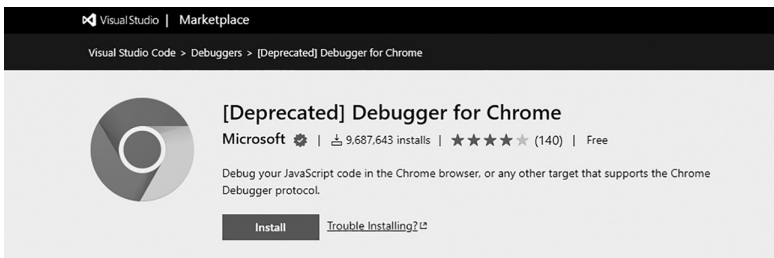 Visual Studio | Marketplace
Visual Studio Code > Debuggers > [Deprecated] Debugger for Chrome
[Deprecated] Debugger for Chrome
Microsoft | 9,687,643 installs | (140) | Free
Debug your JavaScript code in the Chrome browser, or any other target that supports the Chrome
Debugger protocol.
Install Trouble Installing?